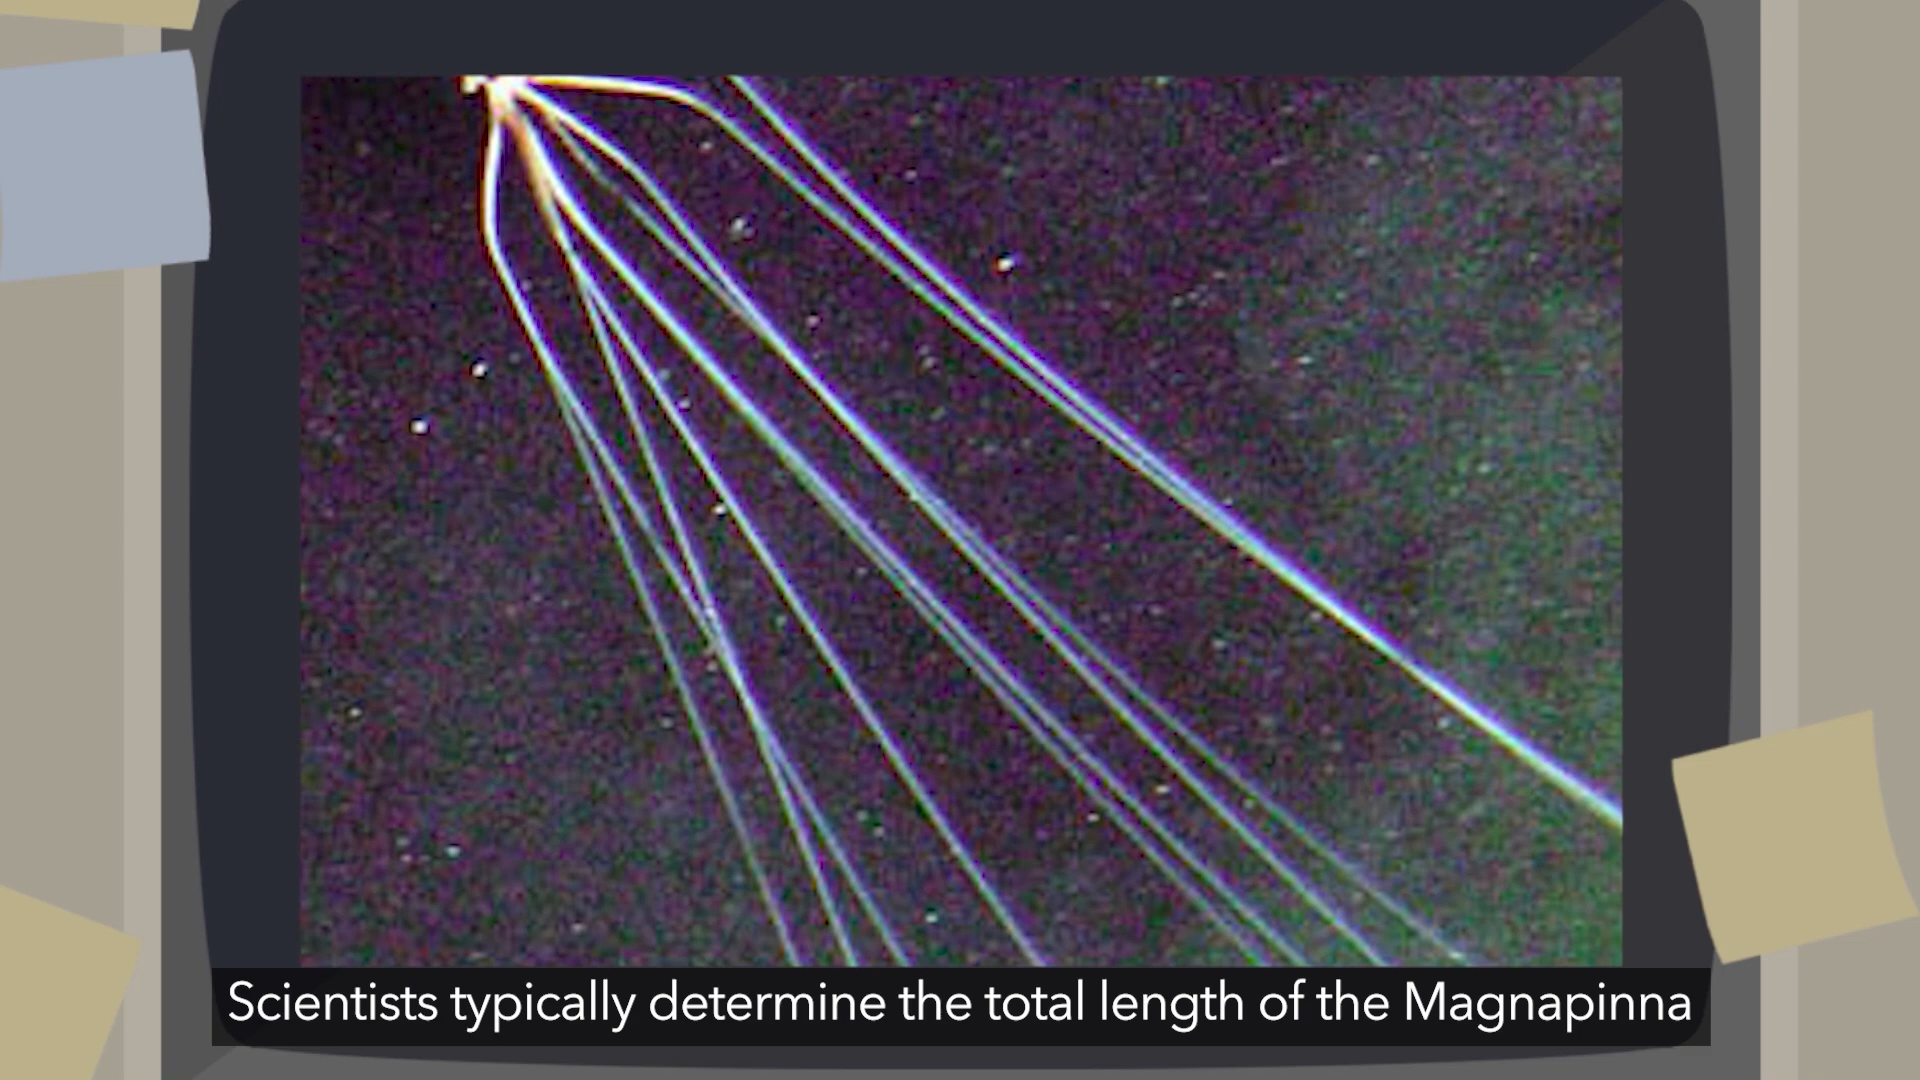 Scientists typically determine the total length of the Magnapinna